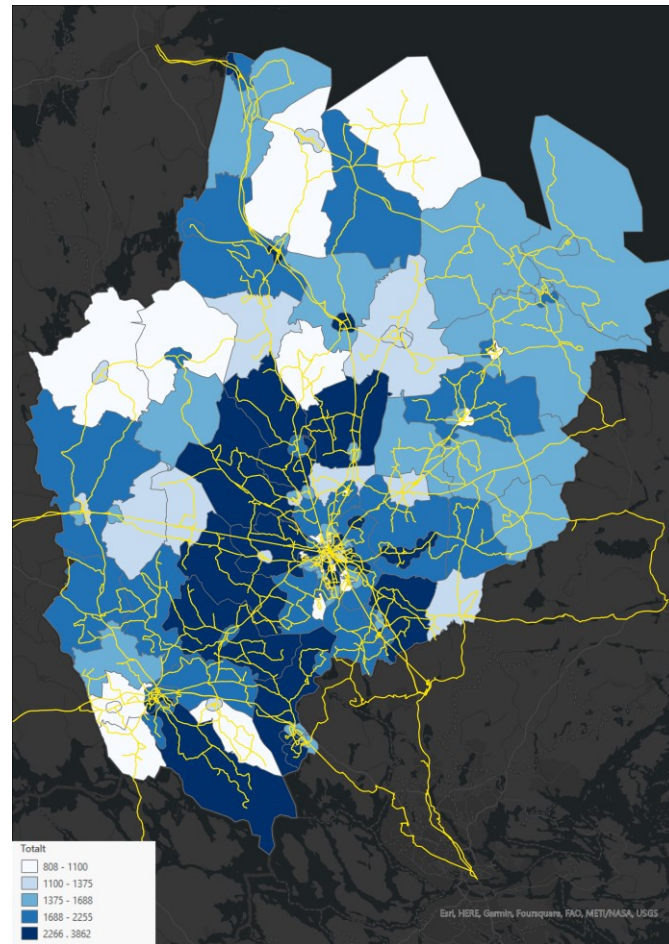 Totalt
808 - 1100
1100 - 1375
1375 - 1688
1688 - 2255
2266 . 3862
Esri, HERE, Garmin, Foursquare, FAO, METI/NASA, USGS